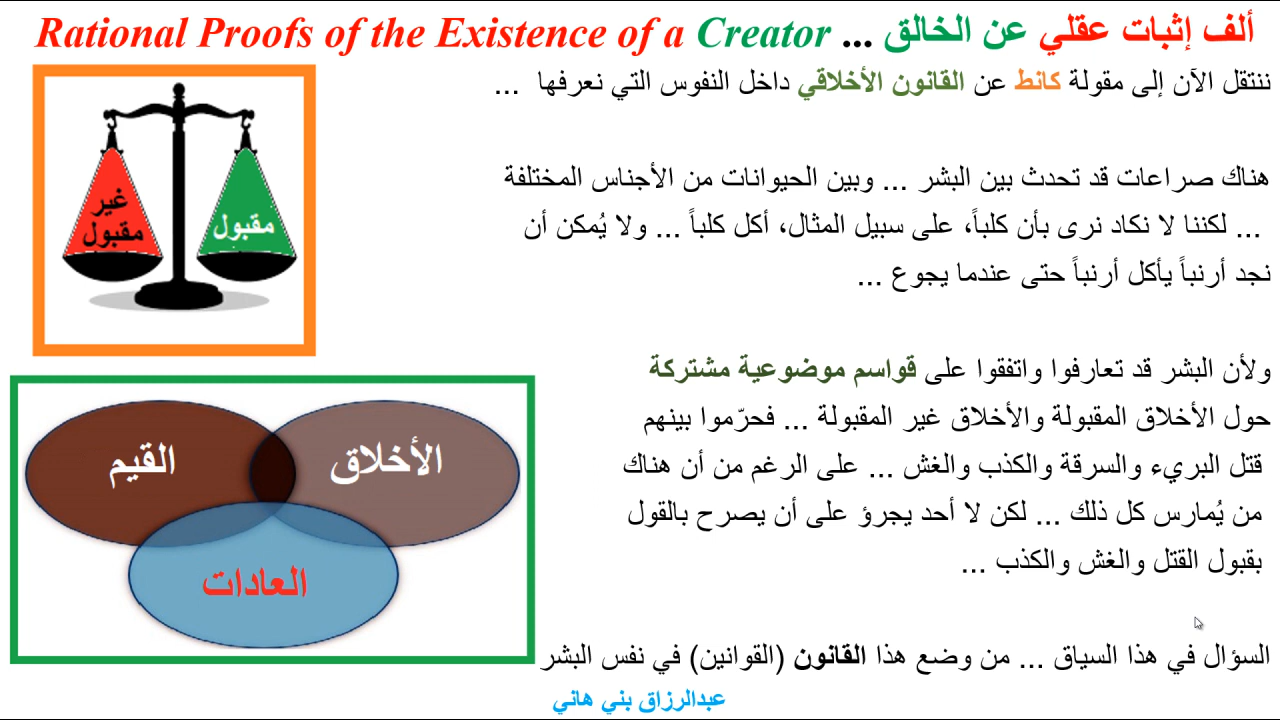 ألف إثبات عقلي عن الخالق ... Rational Proofs of the Existence of a Creator
ننتقل الآن إلى مقولة كانط عن القانون الأخلاقي داخل النفوس التي نعرفها ...
هناك صراعات قد تحدث بين البشر ... وبين الحيوانات من الأجناس المختلفة
... لكننا لا نكاد نرى بأن كلباً، على سبيل المثال، أكل كلباً ... ولا يُمكن أن
نجد أرنباً يأكل أرنباً حتى عندما يجوع ...
ولأن البشر قد تعارفوا واتفقوا على قواسم موضوعية مشتركة
حول الأخلاق المقبولة والأخلاق غير المقبولة ... فحرّموا بينهم
قتل البريء والسرقة والكذب والغش ... على الرغم من أن هناك
من يُمارس كل ذلك ... لكن لا أحد يجرؤ على أن يصرح بالقول
بقبول القتل والغش والكذب ...
السؤال في هذا السياق ... من وضع هذا القانون (القوانين) في نفس البشر
عبدالرزاق بني هاني
مقبول
غير
مقبول
الأخلاق
القيم
العادات